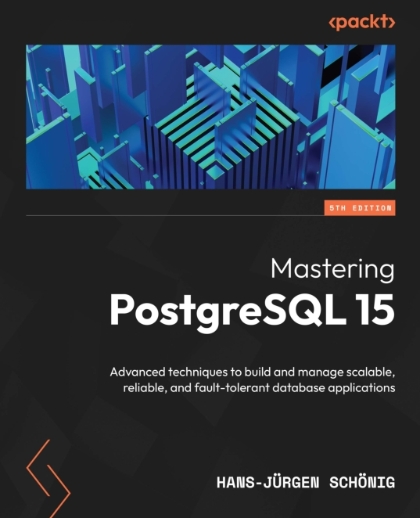 <packt>
5TH EDITION
Mastering
PostgreSQL 15
Advanced techniques to build and manage scalable,
reliable, and fault-tolerant database applications
HANS-JÜRGEN SCHÖNIG